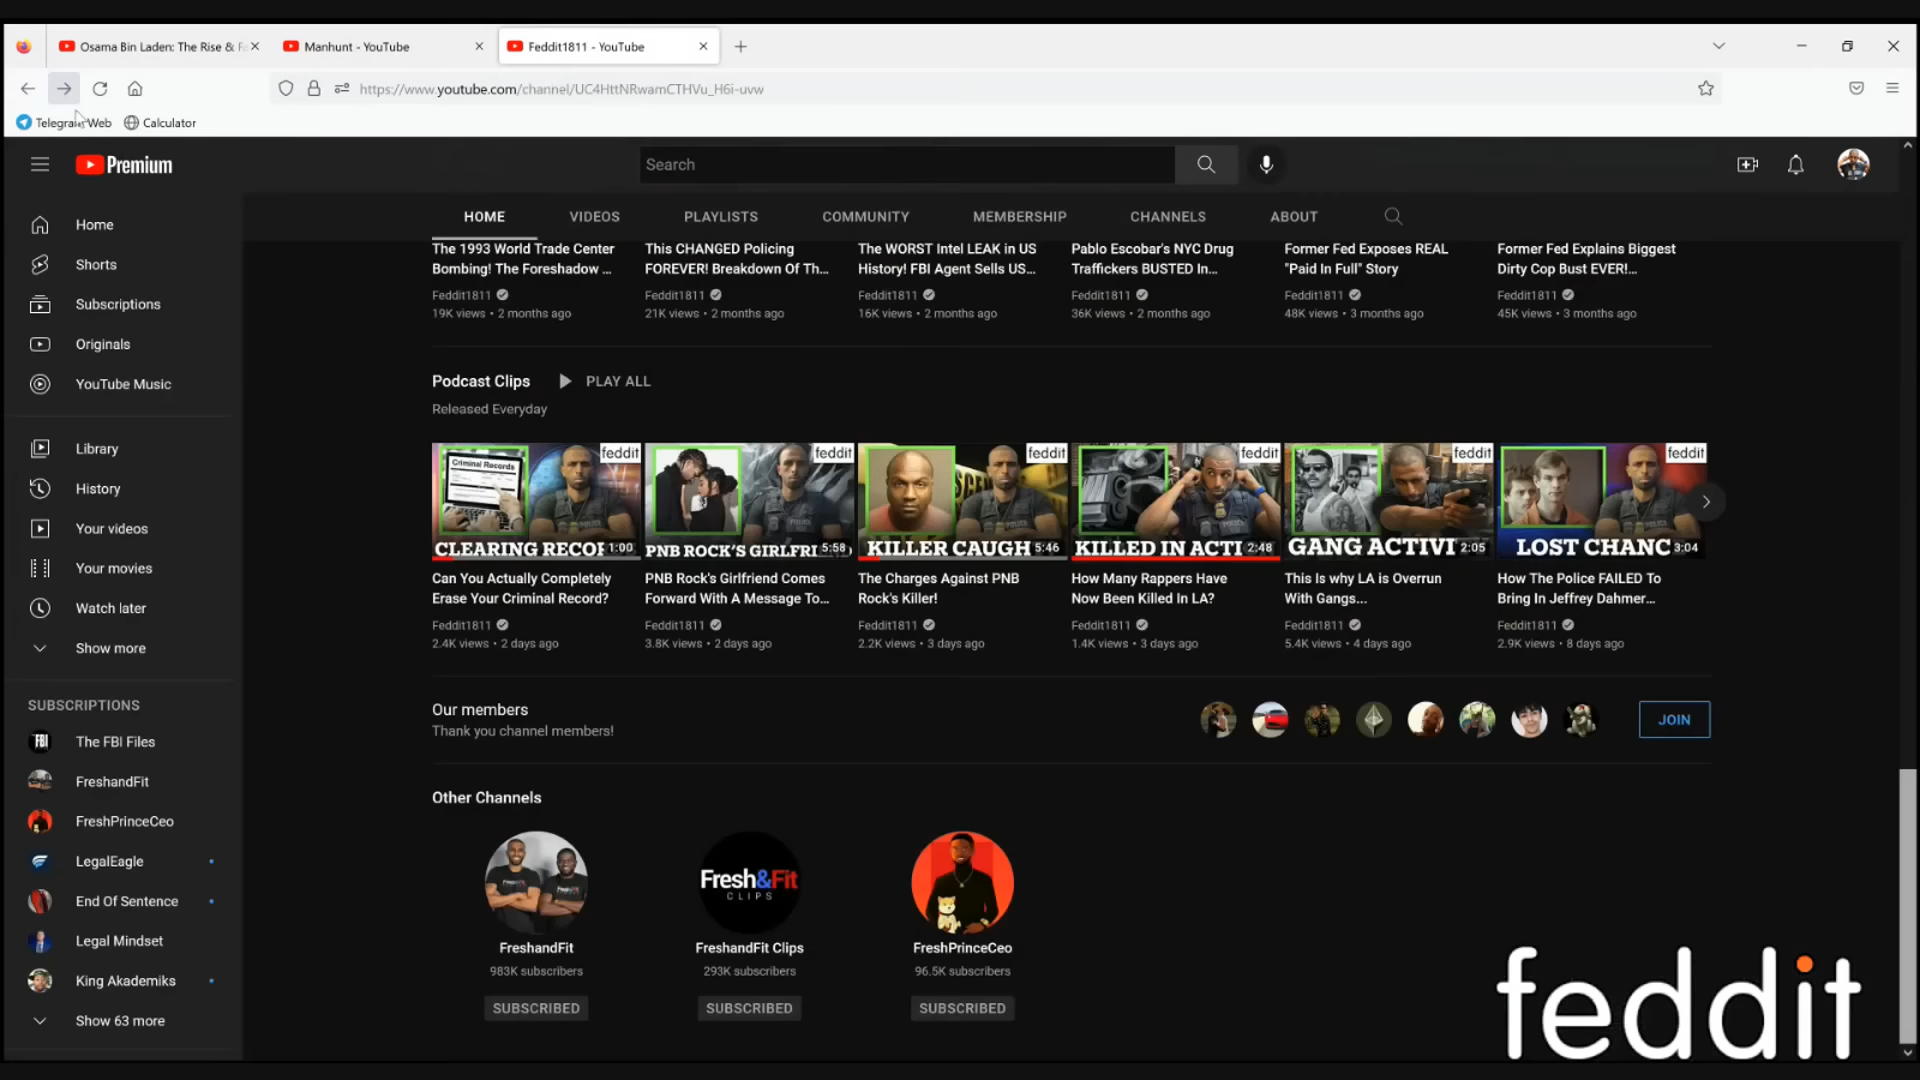 Osama Bin Laden: The Rise & F
Manhunt - YouTube
Feddit1811 - YouTube
https://www.youtube.com/channel/UC4HttNRwamCTHVu_H6i-uvw
Telegram Web
Calculator
Premium
Search
HOME
VIDEOS
PLAYLISTS
COMMUNITY
MEMBERSHIP
CHANNELS
ABOUT
Home
Shorts
Subscriptions
Originals
YouTube Music
Library
History
Your videos
Your movies
Watch later
Show more
SUBSCRIPTIONS
The FBI Files
FreshandFit
FreshPrinceCeo
LegalEagle
End Of Sentence
Legal Mindset
King Akademiks
Show 63 more
The 1993 World Trade Center
Bombing! The Foreshadow ...
Feddit1811
19K views • 2 months ago
This CHANGED Policing
FOREVER! Breakdown Of Th...
Feddit1811
21K views • 2 months ago
The WORST Intel LEAK in US
History! FBI Agent Sells US...
Feddit1811
16K views • 2 months ago
Pablo Escobar's NYC Drug
Traffickers BUSTED In...
Feddit1811
36K views • 2 months ago
Former Fed Exposes REAL
"Paid In Full" Story
Feddit1811
48K views • 3 months ago
Former Fed Explains Biggest
Dirty Cop Bust EVER!...
Feddit1811
45K views • 3 months ago
Podcast Clips
PLAY ALL
Released Everyday
Criminal Records
feddit
CLEARING RECOR
1:00
Can You Actually Completely
Erase Your Criminal Record?
Feddit1811
2.4K views • 2 days ago
feddit
POLICE
PNB ROCK'S GIRLFRI
5:58
PNB Rock's Girlfriend Comes
Forward With A Message To...
Feddit1811
3.8K views • 2 days ago
feddit
KILLER CAUGH
5:46
The Charges Against PNB
Rock's Killer!
Feddit1811
2.2K views • 3 days ago
feddit
POLICE
KILLED IN ACTI
2:48
How Many Rappers Have
Now Been Killed In LA?
Feddit1811
1.4K views • 3 days ago
feddit
GANG ACTIVI
2:05
This Is why LA is Overrun
With Gangs...
Feddit1811
5.4K views • 4 days ago
feddit
POLICE
LOST CHANC
3:04
How The Police FAILED To
Bring In Jeffrey Dahmer...
Feddit1811
2.9K views • 8 days ago
Our members
Thank you channel members!
JOIN
Other Channels
FreshandFit
983K subscribers
SUBSCRIBED
Fresh&Fit
CLIPS
FreshandFit Clips
293K subscribers
SUBSCRIBED
FreshPrinceCeo
96.5K subscribers
SUBSCRIBED
feddit